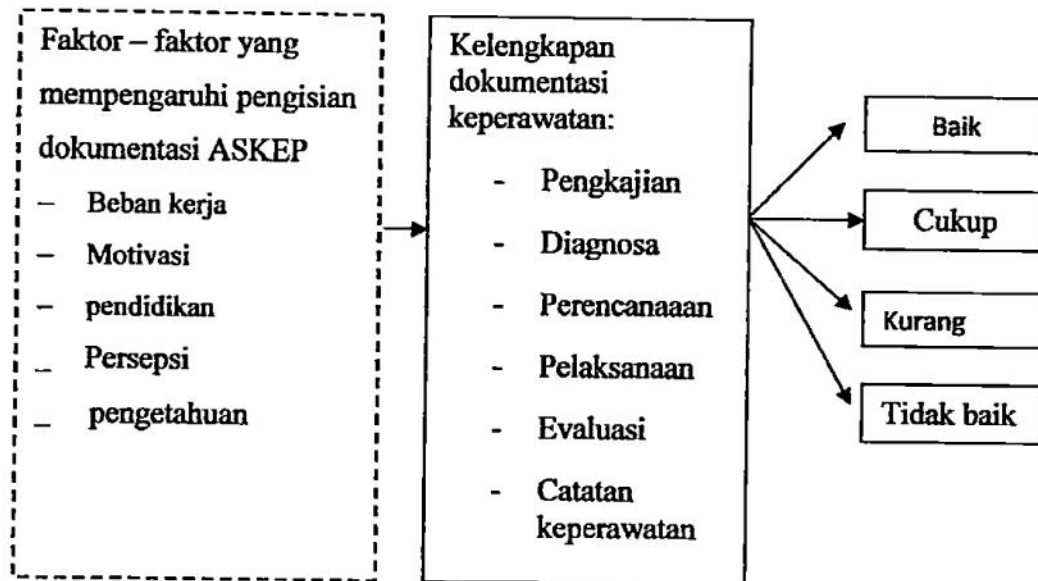 Faktor – faktor yang
mempengaruhi pengisian
dokumentasi ASKEP
– Beban kerja
– Motivasi
– pendidikan
_ Persepsi
_ pengetahuan
Kelengkapan
dokumentasi
keperawatan:
- Pengkajian
- Diagnosa
- Perencanaaan
- Pelaksanaan
- Evaluasi
- Catatan
keperawatan
Baik
Cukup
Kurang
Tidak baik